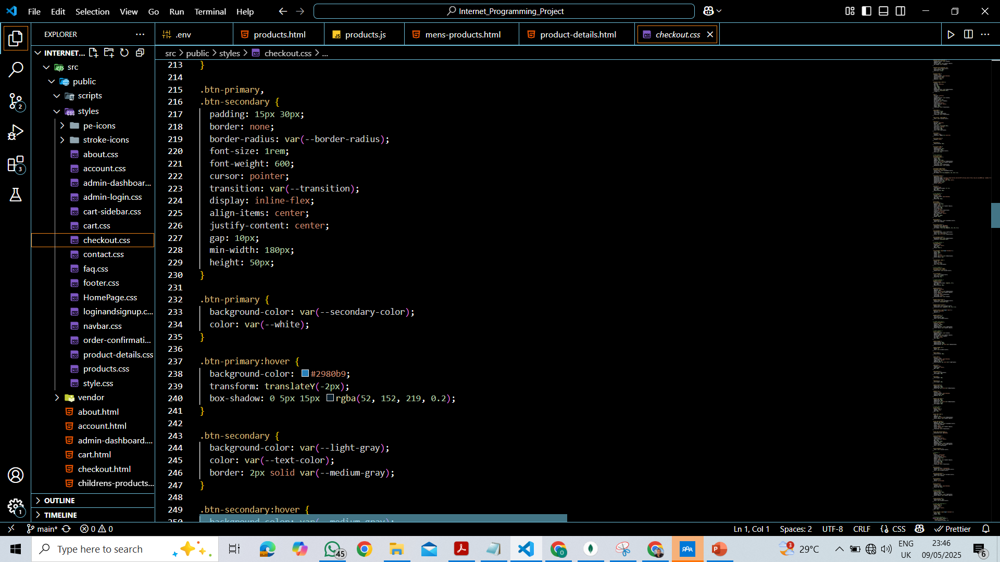 File Edit Selection View Go Run Terminal Help
Internet_Programming_Project
EXPLORER
.env
products.html
products.js
mens-products.html
product-details.html
checkout.css
INTERNET...
src > public > styles > checkout.css > ...
src
public
scripts
styles
pe-icons
stroke-icons
about.css
account.css
admin-dashboar...
admin-login.css
cart-sidebar.css
cart.css
checkout.css
contact.css
faq.css
footer.css
HomePage.css
loginandsignup.c...
navbar.css
order-confirmati...
product-details.css
products.css
style.css
vendor
about.html
account.html
admin-dashboard....
cart.html
checkout.html
childrens-products...
OUTLINE
TIMELINE
2
3
1
213 }
214
215 .btn-primary,
216 .btn-secondary {
217 padding: 15px 30px;
218 border: none;
219 border-radius: var(--border-radius);
220 font-size: 1rem;
221 font-weight: 600;
222 cursor: pointer;
223 transition: var(--transition);
224 display: inline-flex;
225 align-items: center;
226 justify-content: center;
227 gap: 10px;
228 min-width: 180px;
229 height: 50px;
230 }
231
232 .btn-primary {
233 background-color: var(--secondary-color);
234 color: var(--white);
235 }
236
237 .btn-primary:hover {
238 background-color: #2980b9;
239 transform: translateY(-2px);
240 box-shadow: 0 5px 15px rgba(52, 152, 219, 0.2);
241 }
242
243 .btn-secondary {
244 background-color: var(--light-gray);
245 color: var(--text-color);
246 border: 2px solid var(--medium-gray);
247 }
248
249 .btn-secondary:hover {
250 background-color: var(--medium-gray);
main* 0 0
Ln 1, Col 1 Spaces: 2 UTF-8 CRLF {} CSS Prettier
Type here to search
45
3
29°C
ENG
UK
23:46
09/05/2025
6